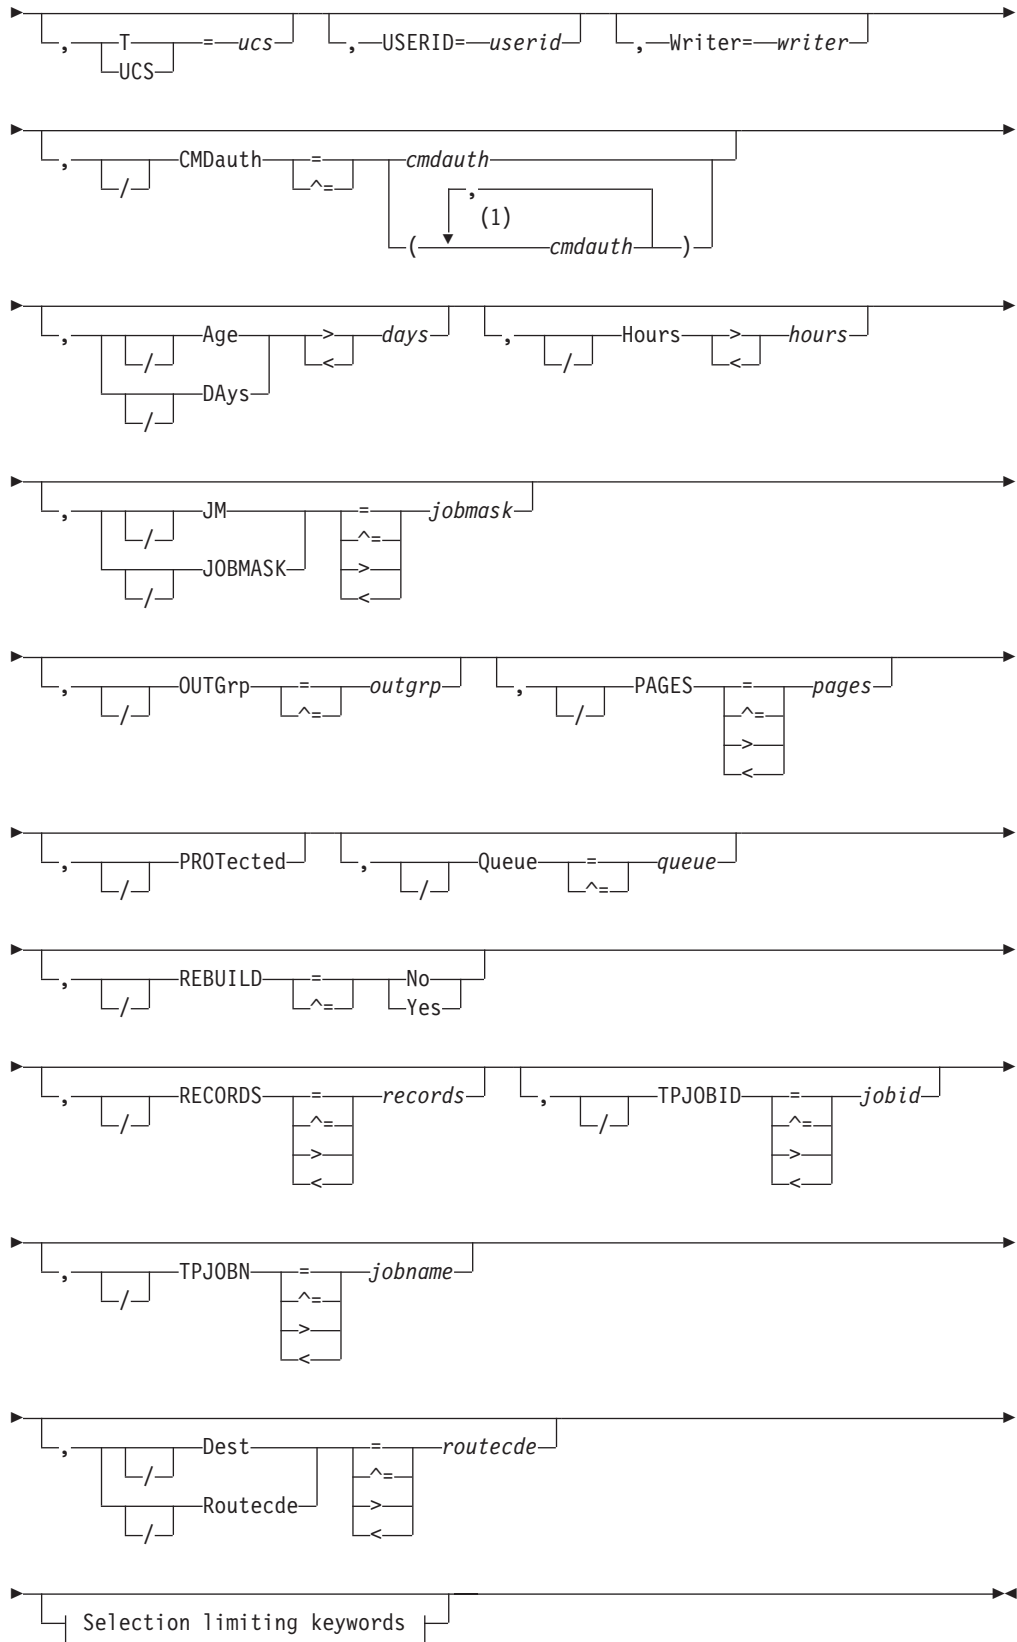 , T = ucs , USERID= userid , Writer= writer
UCS
, / CMDauth = cmdauth
^=
,
(1)
( cmdauth )
, / Age > days , / Hours > hours
< <
/ DAys
, / JM = jobmask
^=
/ JOBMASK >
<
, / OUTGrp = outgrp , / PAGES = pages
^= ^=
>
<
, / PROTected , / Queue = queue
^=
, / REBUILD = No
^= Yes
, / RECORDS = records , / TPJOBID = jobid
^= ^=
> >
< <
, / TPJOBN = jobname
^=
>
<
, / Dest = routecde
^=
/ Routecde >
<
Selection limiting keywords